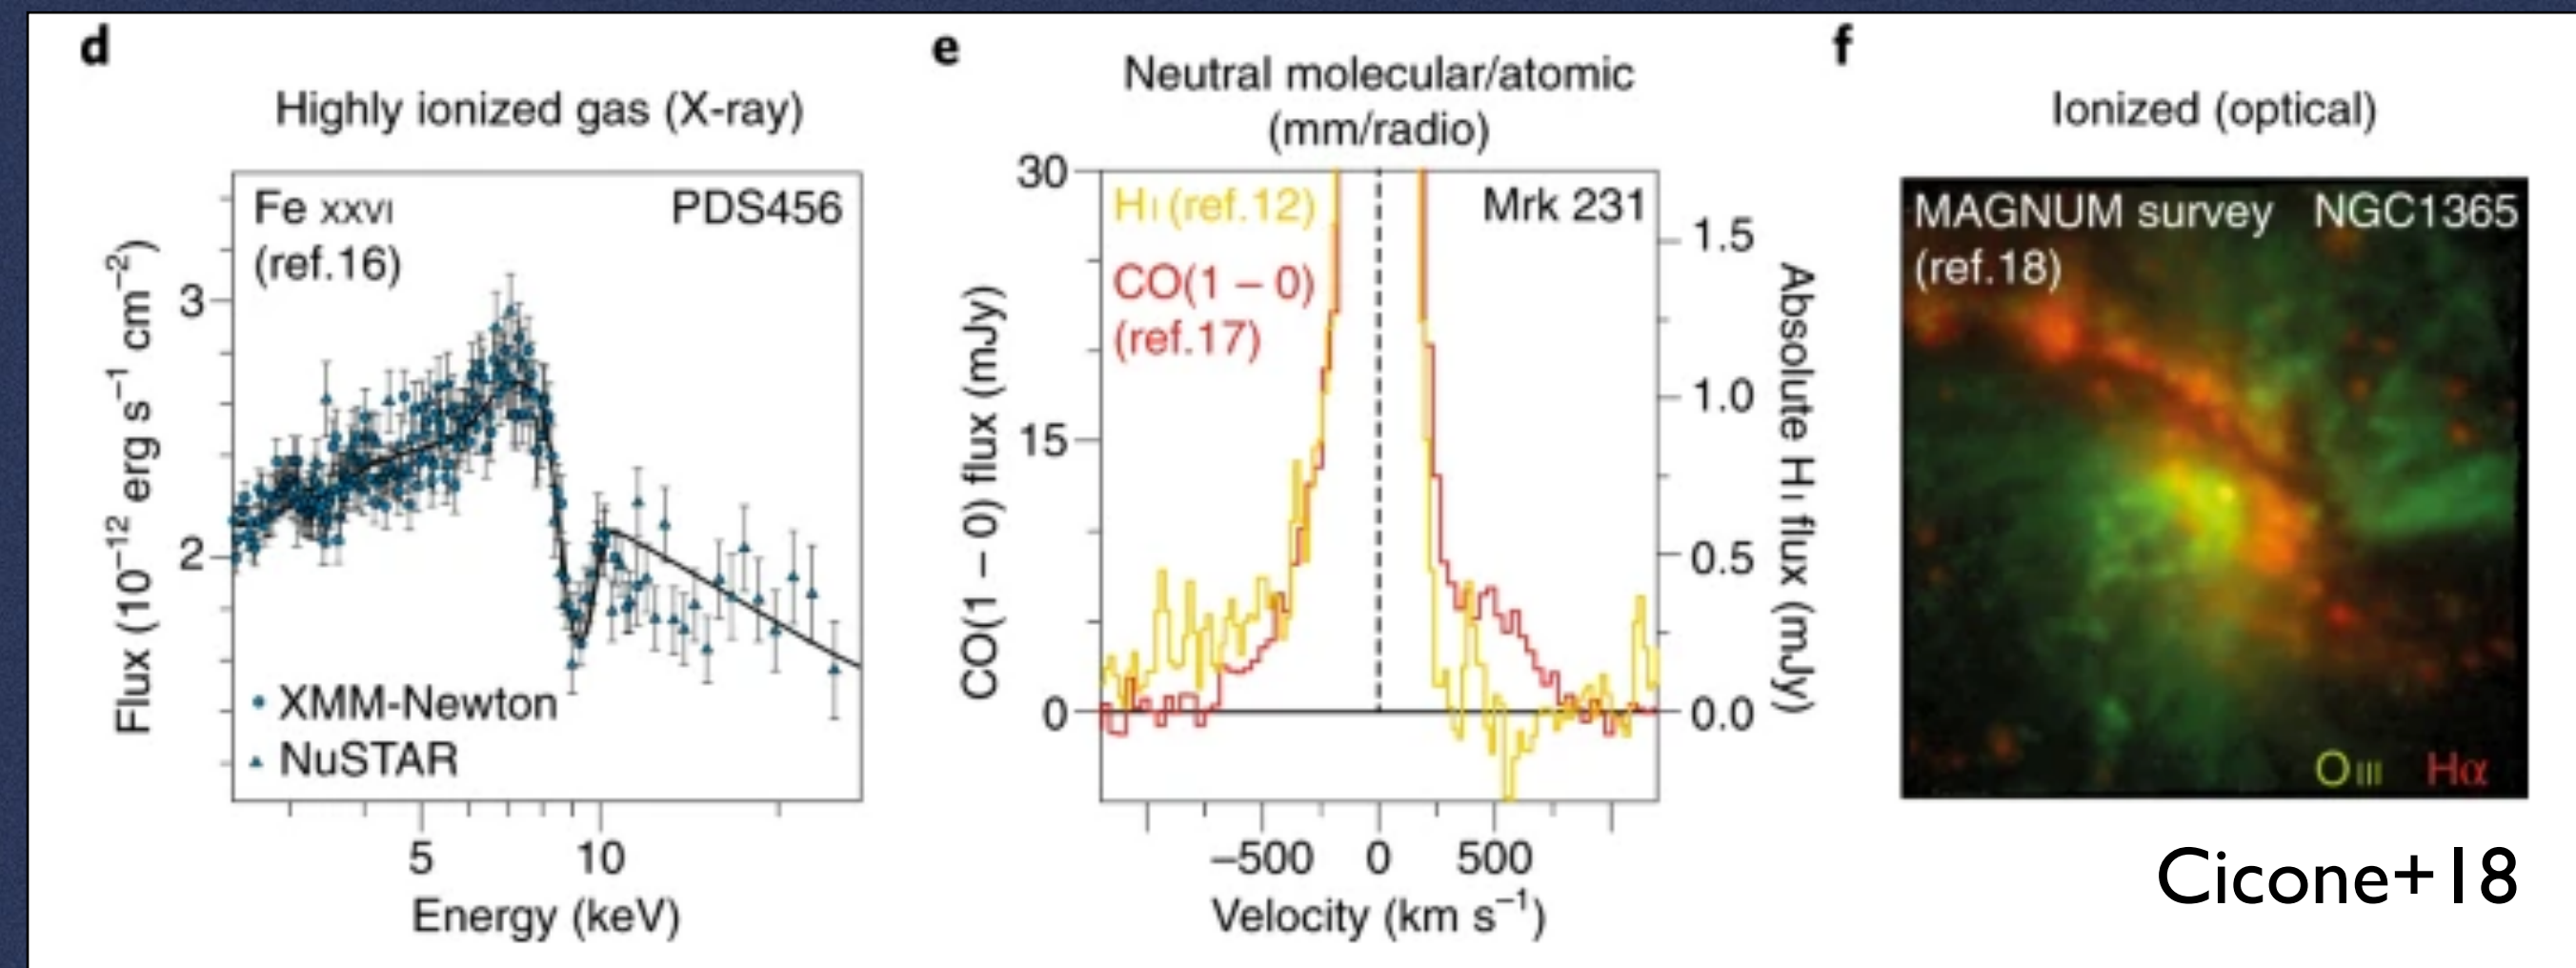 d
Highly ionized gas (X-ray)
Fe XXVI
(ref.16)
PDS456
3
2
Flux (10⁻¹² erg s⁻¹ cm⁻²)
XMM-Newton
NuSTAR
5 10
Energy (keV)
e
Neutral molecular/atomic
(mm/radio)
30
15
0
CO(1 – 0) flux (mJy)
HI (ref.12)
CO(1 – 0)
(ref.17)
Mrk 231
1.5
1.0
0.5
0.0
Absolute HI flux (mJy)
–500 0 500
Velocity (km s⁻¹)
f
Ionized (optical)
MAGNUM survey NGC1365
(ref.18)
OIII Hα
Cicone+18